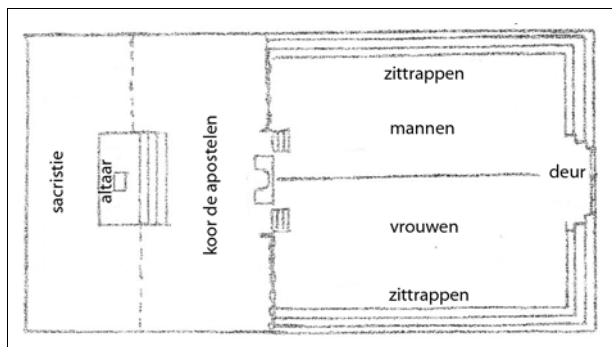 sacristie
altaar
koor de apostelen
zittrappen
mannen
deur
vrouwen
zittrappen